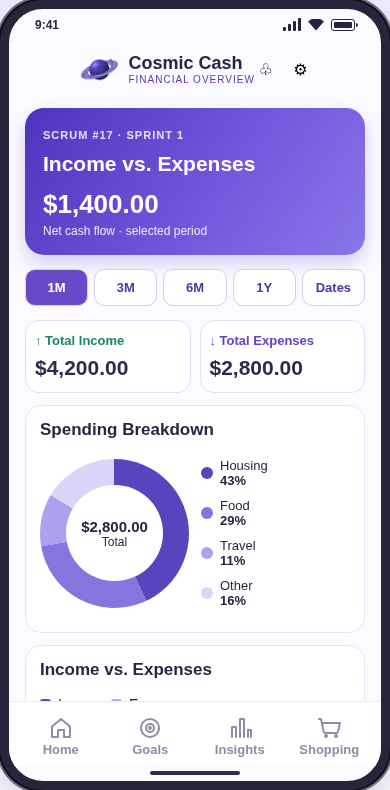 9:41
Cosmic Cash
FINANCIAL OVERVIEW
SCRUM #17 · SPRINT 1
Income vs. Expenses
$1,400.00
Net cash flow · selected period
1M 3M 6M 1Y Dates
↑ Total Income
$4,200.00
↓ Total Expenses
$2,800.00
Spending Breakdown
$2,800.00
Total
Housing
43%
Food
29%
Travel
11%
Other
16%
Income vs. Expenses
Home Goals Insights Shopping